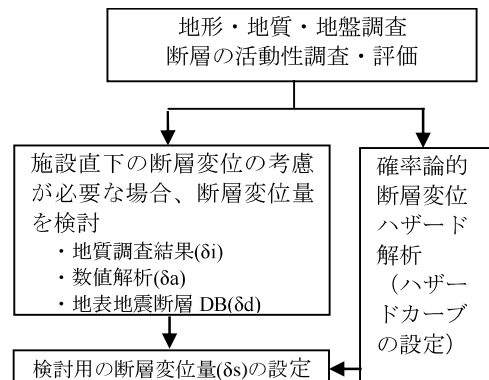 地形・地質・地盤調査
断層の活動性調査・評価
施設直下の断層変位の考慮
が必要な場合、断層変位量
を検討
・地質調査結果(δi)
・数値解析(δa)
・地表地震断層 DB(δd)
確率論的
断層変位
ハザード
解析
（ハザー
ドカーブ
の設定）
検討用の断層変位量(δs)の設定